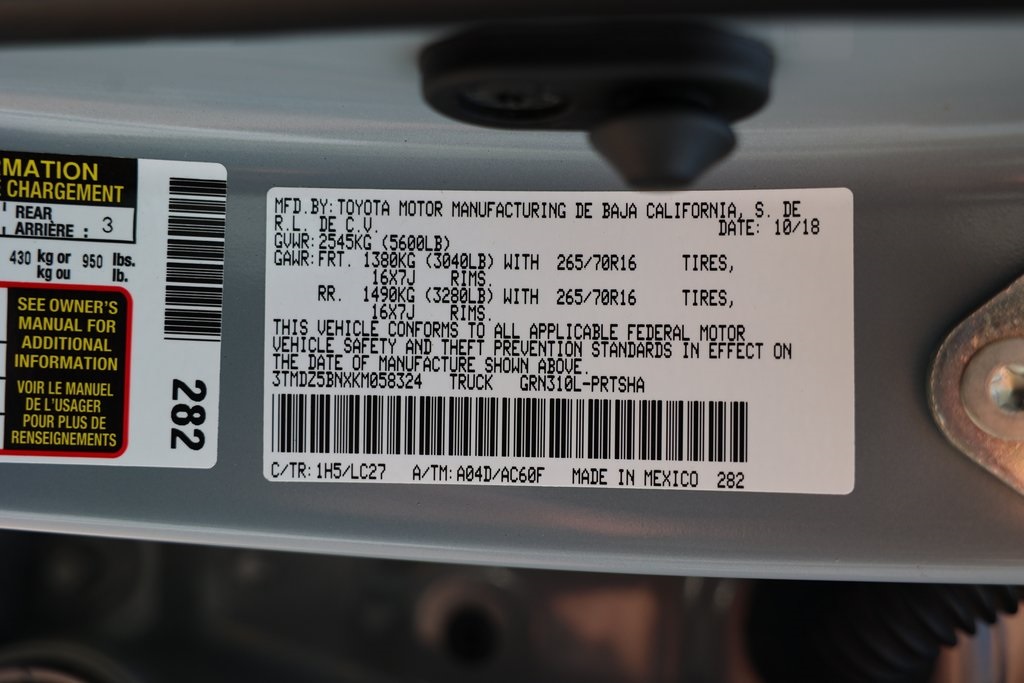 RMATION
E CHARGEMENT
REAR
ARRIÈRE : 3
430 kg or 950 lbs.
kg ou lb.
SEE OWNER'S
MANUAL FOR
ADDITIONAL
INFORMATION
VOIR LE MANUEL
DE L'USAGER
POUR PLUS DE
RENSEIGNEMENTS
282
MFD.BY:TOYOTA MOTOR MANUFACTURING DE BAJA CALIFORNIA, S. DE
R.L. DE C.V. DATE: 10/18
GVWR:2545KG (5600LB)
GAWR:FRT. 1380KG (3040LB) WITH 265/70R16 TIRES,
16X7J RIMS.
RR. 1490KG (3280LB) WITH 265/70R16 TIRES,
16X7J RIMS.
THIS VEHICLE CONFORMS TO ALL APPLICABLE FEDERAL MOTOR
VEHICLE SAFETY AND THEFT PREVENTION STANDARDS IN EFFECT ON
THE DATE OF MANUFACTURE SHOWN ABOVE.
3TMDZ5BNXKM058324 TRUCK GRN310L-PRTSHA
C/TR:1H5/LC27 A/TM:A04D/AC60F MADE IN MEXICO 282